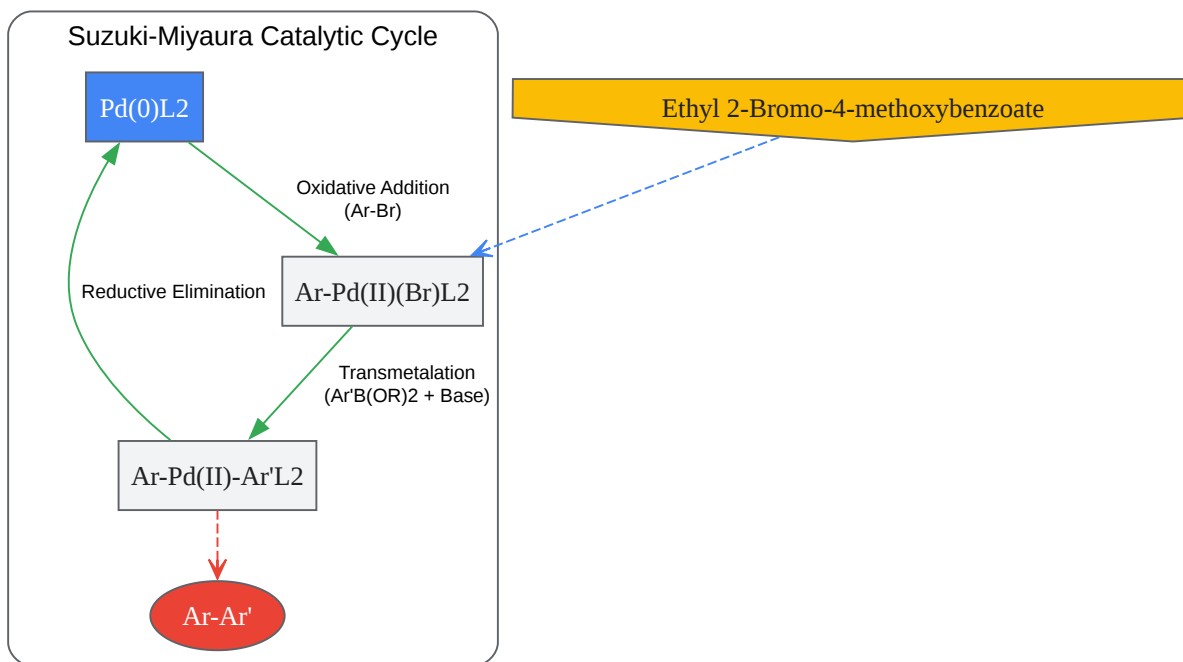 Suzuki-Miyaura Catalytic Cycle
Pd(0)L2
Ethyl 2-Bromo-4-methoxybenzoate
Oxidative Addition
(Ar-Br)
Ar-Pd(II)(Br)L2
Reductive Elimination
Transmetalation
(Ar'B(OR)2 + Base)
Ar-Pd(II)-Ar'L2
Ar-Ar'